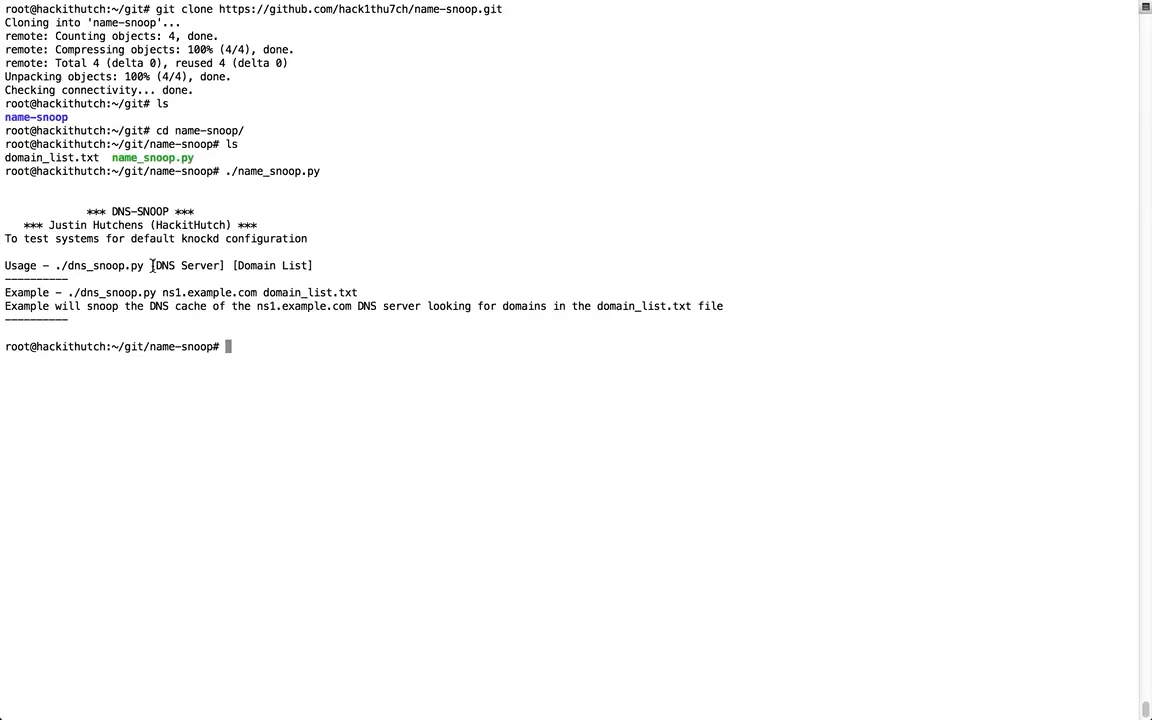 root@hackithutch:~/git# git clone https://github.com/hack1thu7ch/name-snoop.git
Cloning into 'name-snoop'...
remote: Counting objects: 4, done.
remote: Compressing objects: 100% (4/4), done.
remote: Total 4 (delta 0), reused 4 (delta 0)
Unpacking objects: 100% (4/4), done.
Checking connectivity... done.
root@hackithutch:~/git# ls
name-snoop
root@hackithutch:~/git# cd name-snoop/
root@hackithutch:~/git/name-snoop# ls
domain_list.txt  name_snoop.py
root@hackithutch:~/git/name-snoop# ./name_snoop.py
*** DNS-SNOOP ***
*** Justin Hutchens (HackitHutch) ***
To test systems for default knockd configuration
Usage - ./dns_snoop.py [DNS Server] [Domain List]
----------
Example - ./dns_snoop.py ns1.example.com domain_list.txt
Example will snoop the DNS cache of the ns1.example.com DNS server looking for domains in the domain_list.txt file
----------
root@hackithutch:~/git/name-snoop#